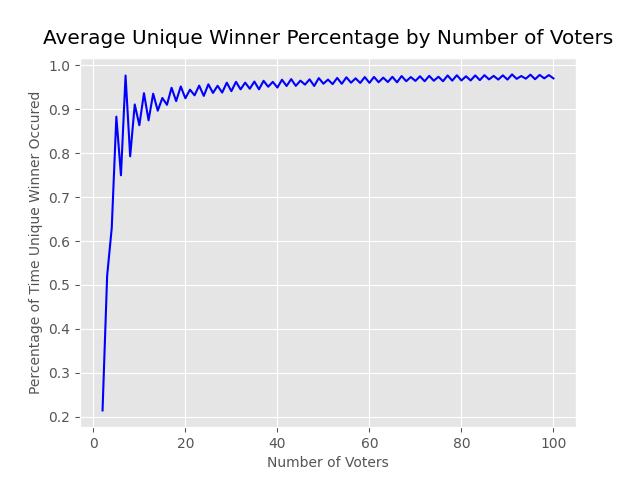 Average Unique Winner Percentage by Number of Voters
Percentage of Time Unique Winner Occured
1.0
0.9
0.8
0.7
0.6
0.5
0.4
0.3
0.2
0 20 40 60 80 100
Number of Voters